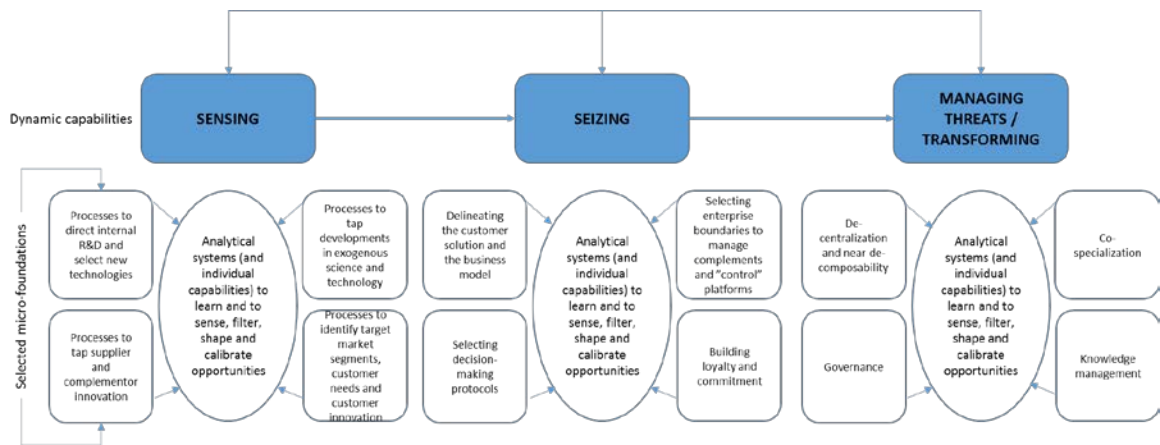 Dynamic capabilities
SENSING
SEIZING
MANAGING
THREATS /
TRANSFORMING
Selected micro-foundations
Processes to
direct internal
R&D and
select new
technologies
Processes to
tap supplier
and
complementor
innovation
Analytical
systems (and
individual
capabilities) to
learn and to
sense, filter,
shape and
calibrate
opportunities
Processes to
tap
developments
in exogenous
science and
technology
Processes to
identify target
market
segments,
customer
needs and
customer
innovation
Delineating
the customer
solution and
the business
model
Selecting
decision-
making
protocols
Analytical
systems (and
individual
capabilities) to
learn and to
sense, filter,
shape and
calibrate
opportunities
Selecting
enterprise
boundaries to
manage
complements
and "control"
platforms
Building
loyalty and
commitment
De-
centralization
and near de-
composability
Governance
Analytical
systems (and
individual
capabilities) to
learn and to
sense, filter,
shape and
calibrate
opportunities
Co-
specialization
Knowledge
management